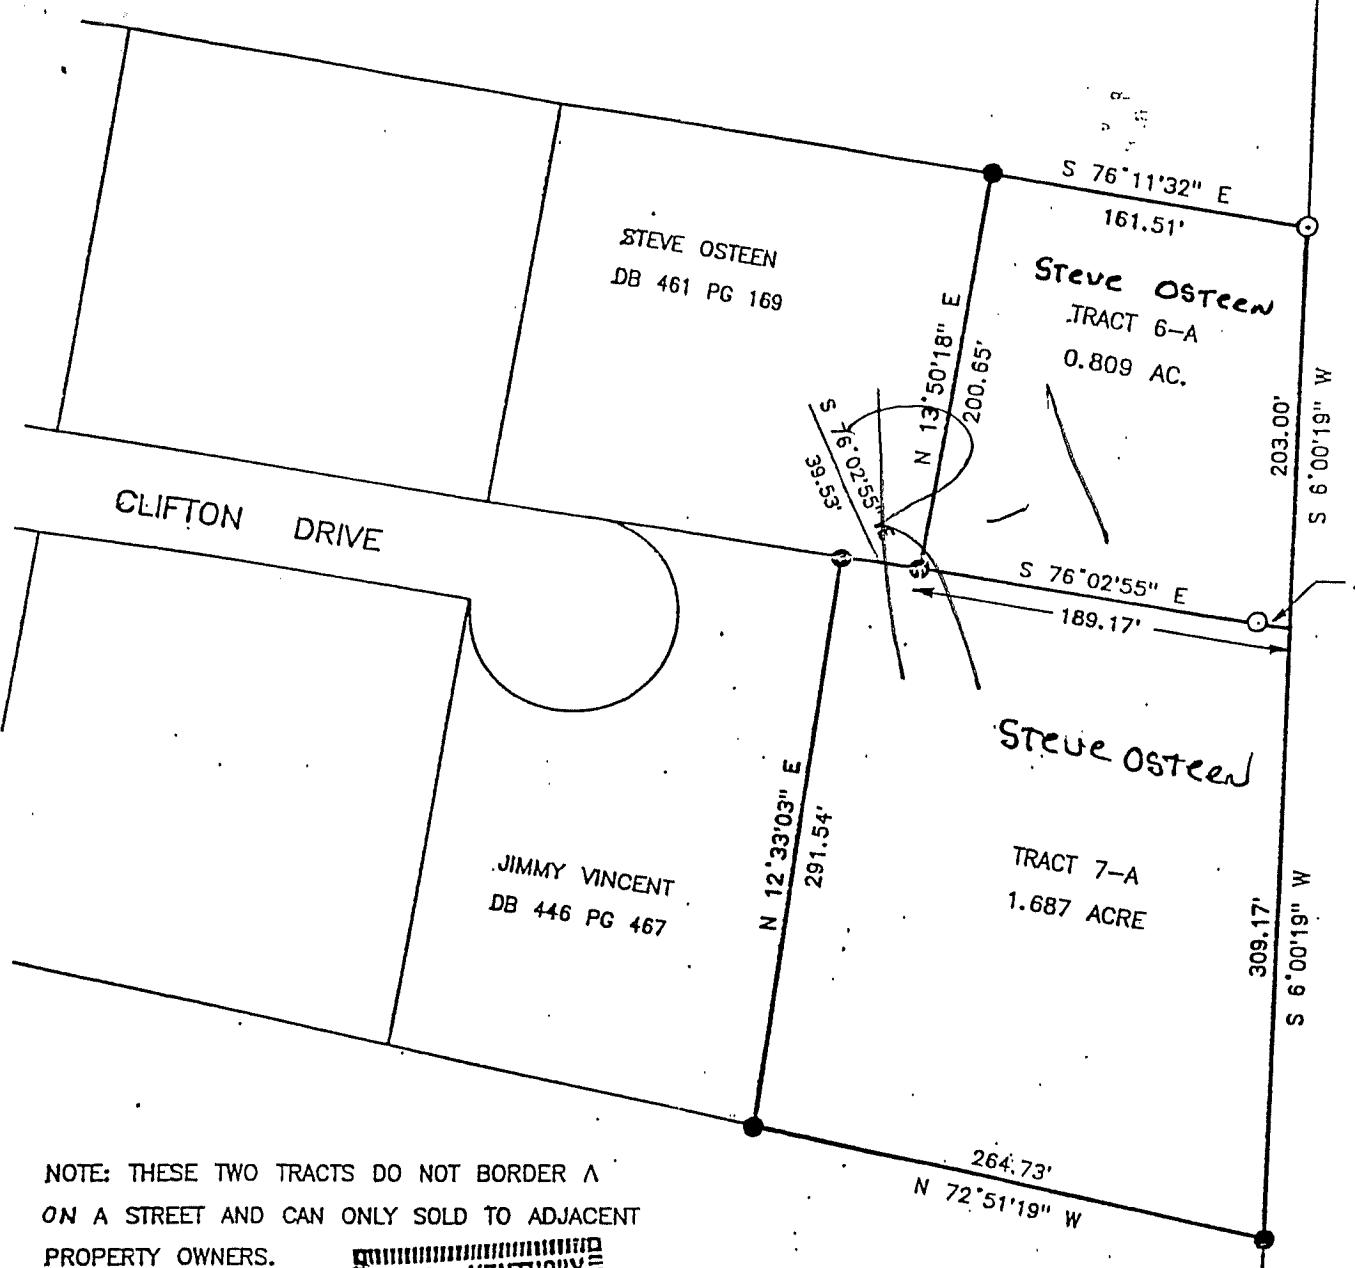 S 76°11'32" E
161.51'
STEVE OSTEEN
DB 461 PG 169
Steve Osteen
TRACT 6-A
0.809 AC.
N 13°50'18" E
200.65'
203.00'
S 6°00'19" W
S 76°02'55" E
39.53'
CLIFTON DRIVE
S 76°02'55" E
189.17'
Steve Osteen
N 12°33'03" E
291.54'
JIMMY VINCENT
DB 446 PG 467
TRACT 7-A
1.687 ACRE
309.17'
S 6°00'19" W
264.73'
N 72°51'19" W
NOTE: THESE TWO TRACTS DO NOT BORDER A
ON A STREET AND CAN ONLY SOLD TO ADJACENT
PROPERTY OWNERS.